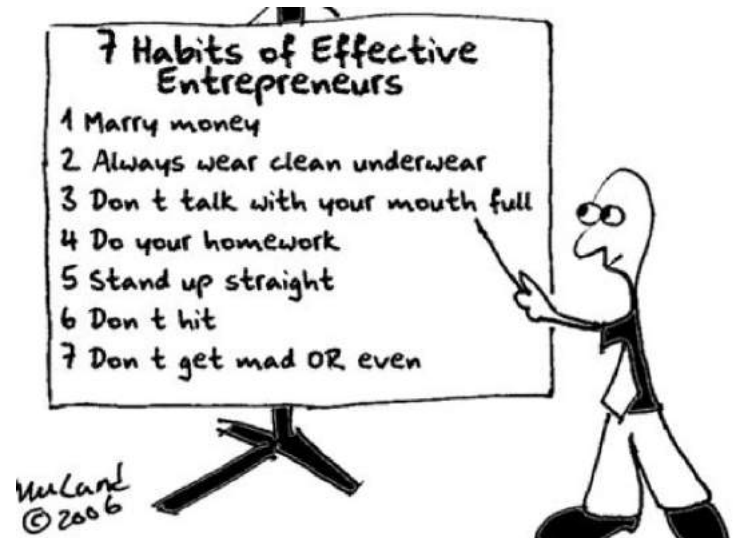 7 Habits of Effective
Entrepreneurs
1 Marry money
2 Always wear clean underwear
3 Don t talk with your mouth full
4 Do your homework
5 Stand up straight
6 Don t hit
7 Don t get mad OR even
© 2006